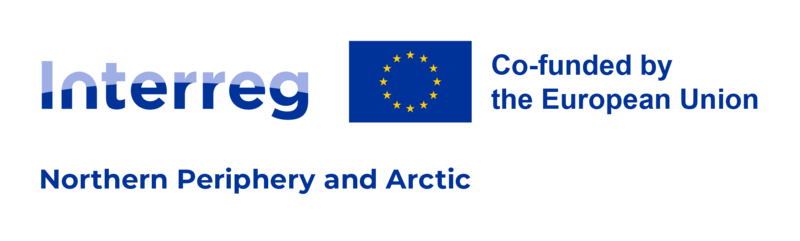 Interreg
Co-funded by
the European Union
Northern Periphery and Arctic